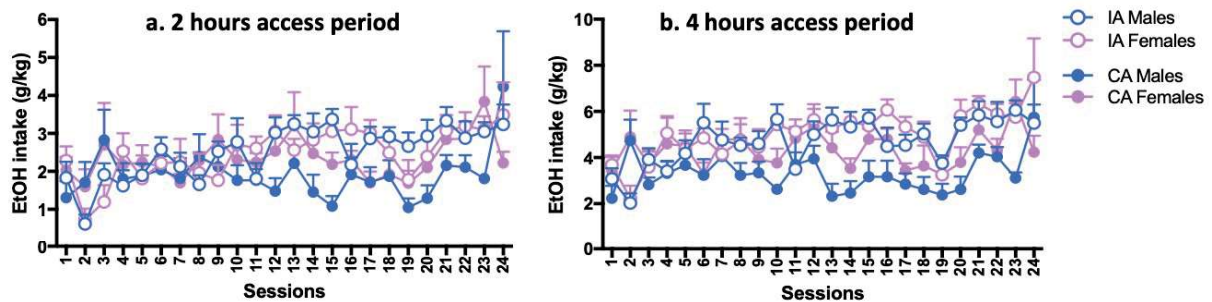 a. 2 hours access period
EtOH intake (g/kg)
6
5
4
3
2
1
0
1 2 3 4 5 6 7 8 9 10 11 12 13 14 15 16 17 18 19 20 21 22 23 24
Sessions
b. 4 hours access period
EtOH intake (g/kg)
10
8
6
4
2
0
1 2 3 4 5 6 7 8 9 10 11 12 13 14 15 16 17 18 19 20 21 22 23 24
Sessions
IA Males
IA Females
CA Males
CA Females